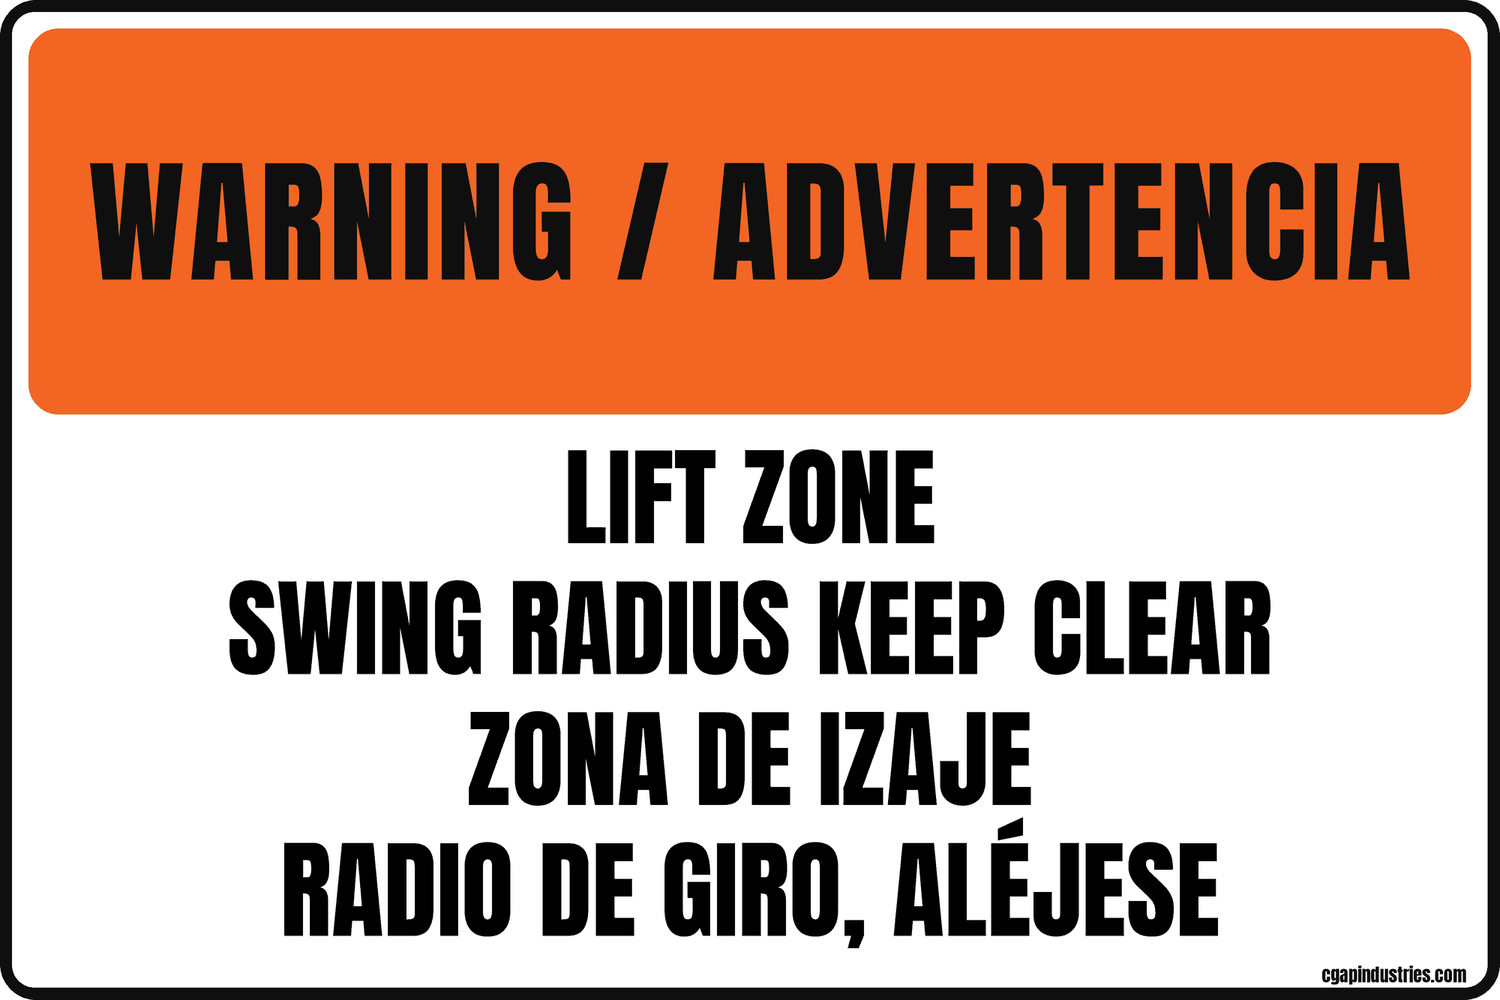 WARNING / ADVERTENCIA
LIFT ZONE
SWING RADIUS KEEP CLEAR
ZONA DE IZAJE
RADIO DE GIRO, ALÉJESE
cgapindustries.com